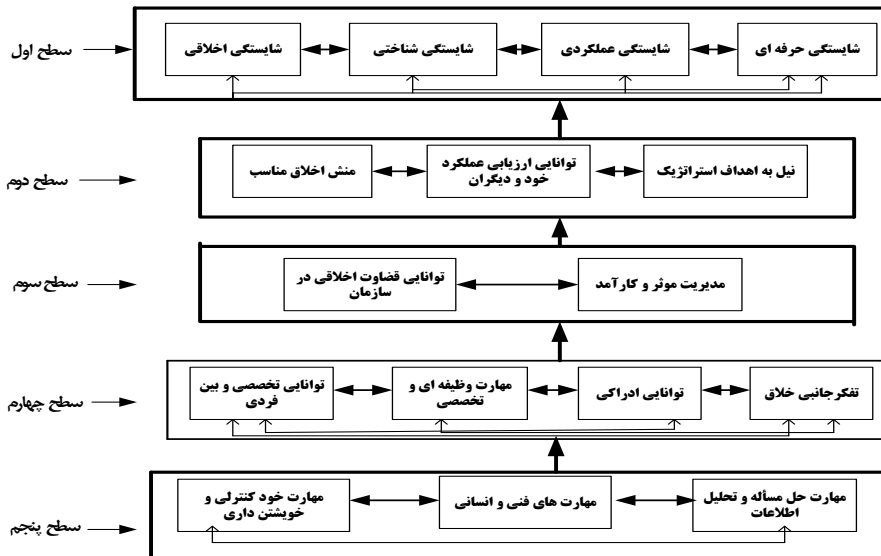 سطح اول
شایستگی حرفه ای
شایستگی عملکردی
شایستگی شناختی
شایستگی اخلاقی
سطح دوم
نیل به اهداف استراتژیک
توانایی ارزیابی عملکرد
خود و دیگران
منش اخلاق مناسب
سطح سوم
مدیریت موثر و کارآمد
توانایی قضاوت اخلاقی در
سازمان
سطح چهارم
تفکرجانبی خلاق
توانایی ادراکی
مهارت وظیفه ای و
تخصصی
توانایی تخصصی و بین
فردی
سطح پنجم
مهارت حل مسأله و تحلیل
اطلاعات
مهارت های فنی و انسانی
مهارت خود کنترلی و
خویشتن داری